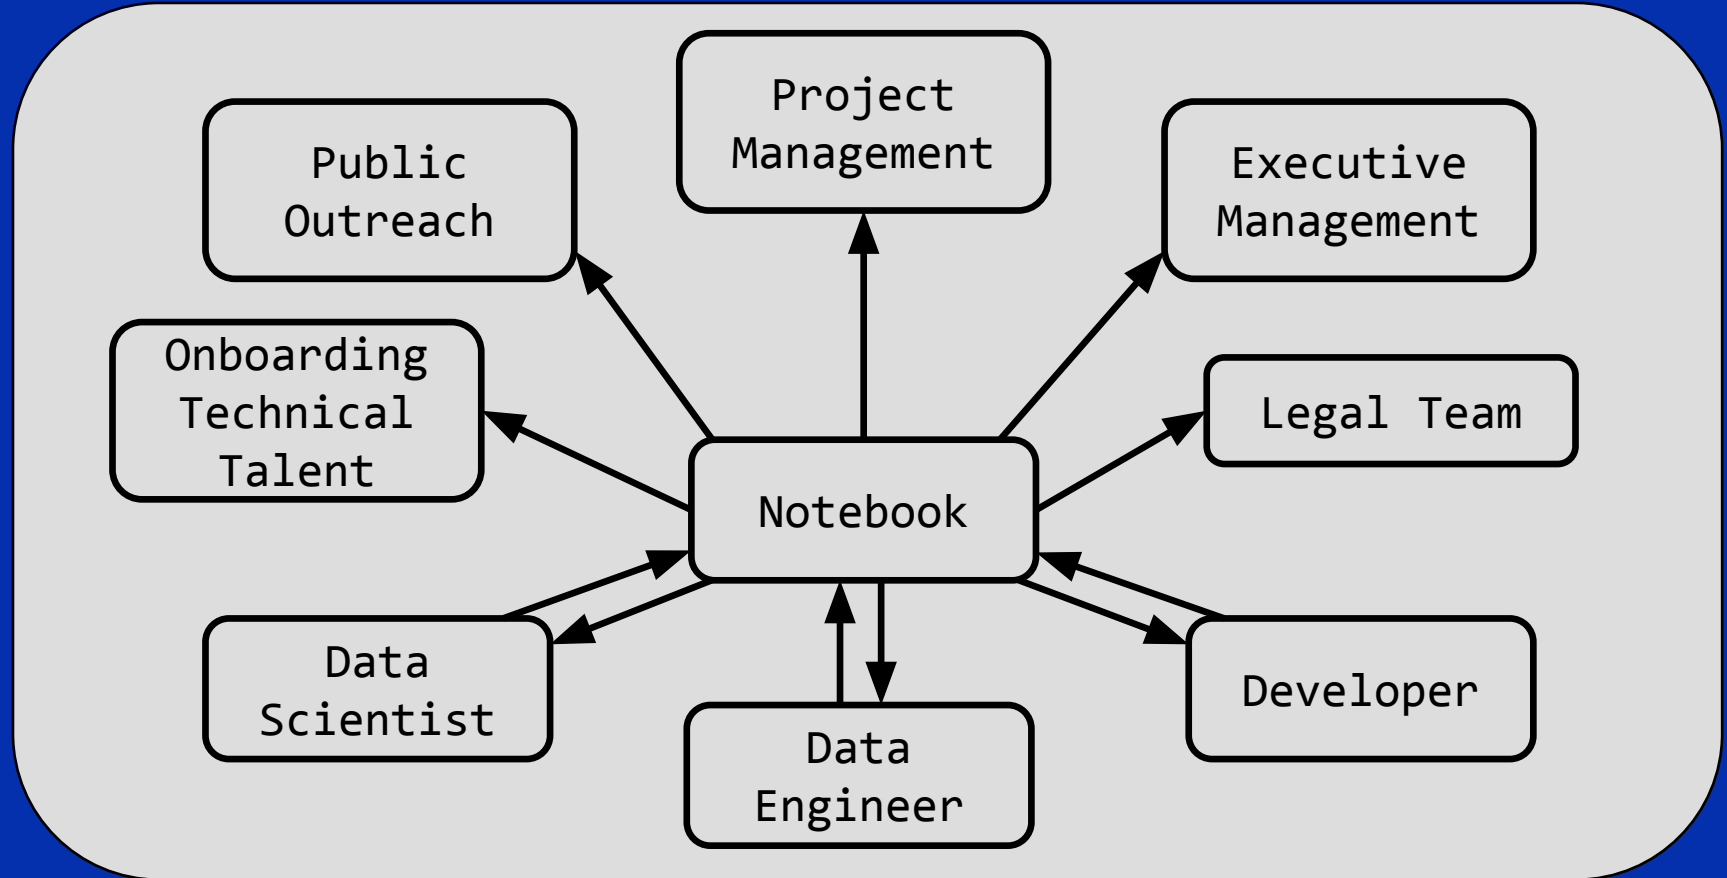 Project
Management
Public
Outreach
Executive
Management
Onboarding
Technical
Talent
Legal Team
Notebook
Data
Scientist
Developer
Data
Engineer